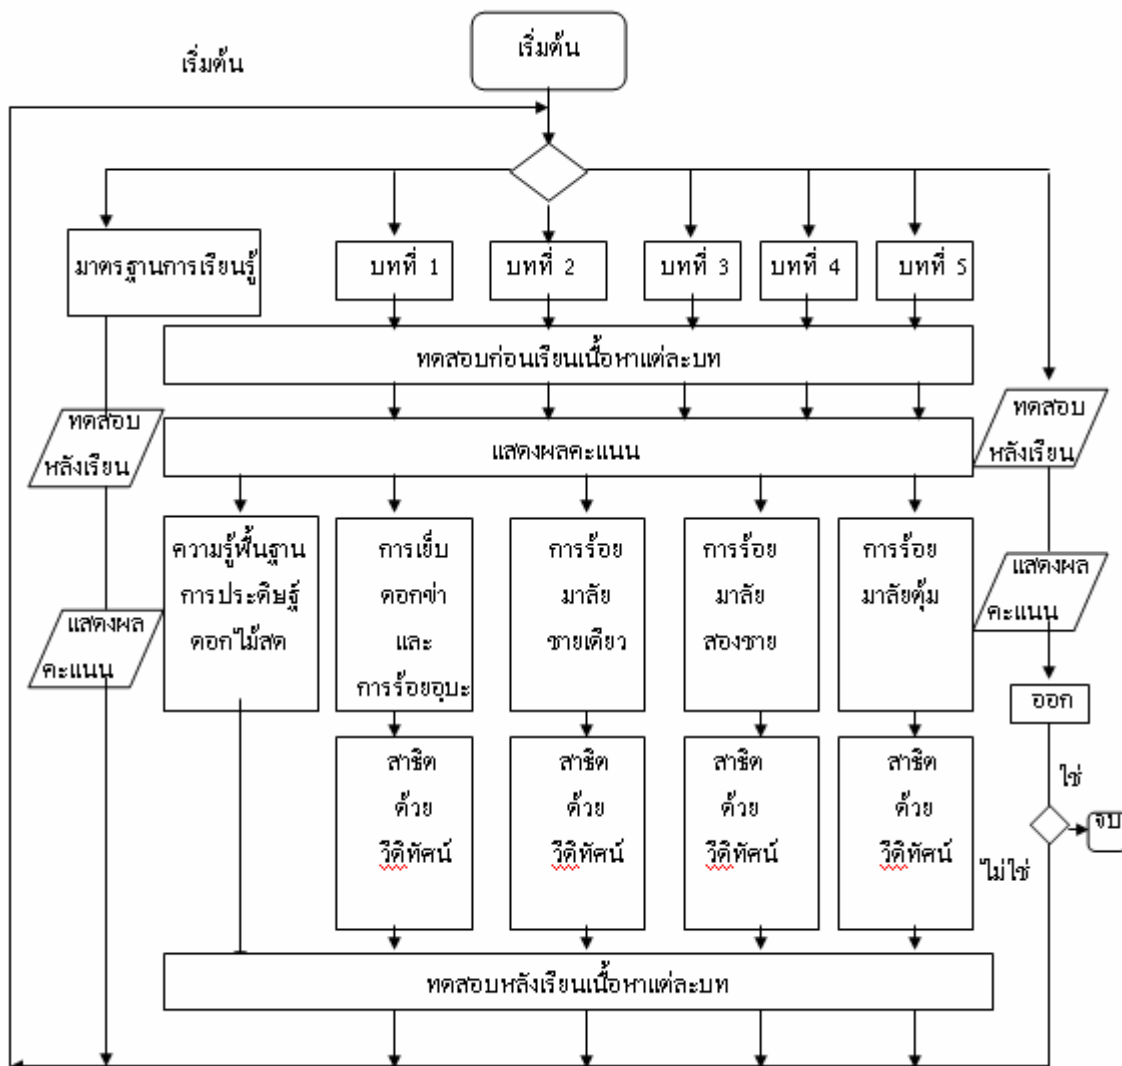 เริ่มต้น
เริ่มต้น
มาตรฐานการเรียนรู้
บทที่ 1
บทที่ 2
บทที่ 3
บทที่ 4
บทที่ 5
ทดสอบก่อนเรียนเนื้อหาแต่ละบท
ทดสอบ
หลังเรียน
แสดงผลคะแนน
ทดสอบ
หลังเรียน
ความรู้พื้นฐาน
การประดิษฐ์
ดอกไม้สด
การเย็บ
ดอกข่า
และ
การร้อยอุบะ
การร้อย
มาลัย
ชายเดียว
การร้อย
มาลัย
สองชาย
การร้อย
มาลัยตุ้ม
แสดงผล
คะแนน
แสดงผล
คะแนน
ออก
สาธิต
ด้วย
วีดิทัศน์
สาธิต
ด้วย
วีดิทัศน์
สาธิต
ด้วย
วีดิทัศน์
สาธิต
ด้วย
วีดิทัศน์
ใช่
จบ
ไม่ใช่
ทดสอบหลังเรียนเนื้อหาแต่ละบท